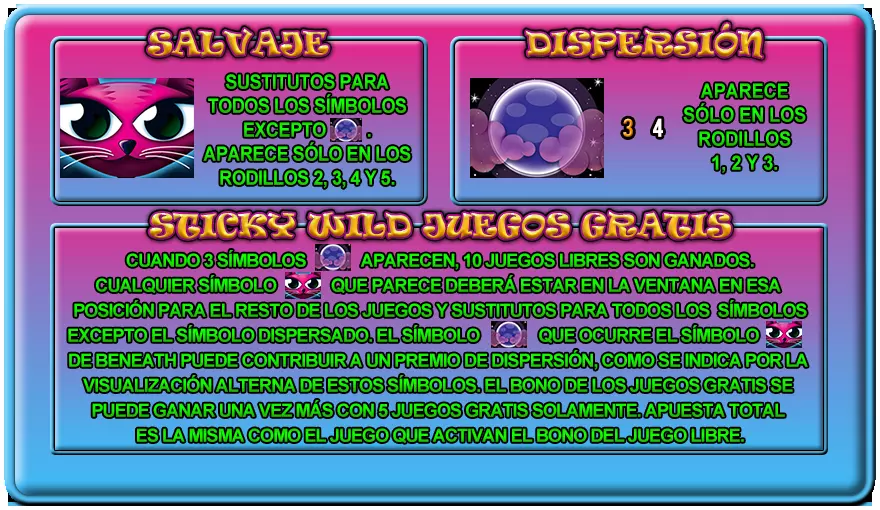 SALVAJE
SUSTITUTOS PARA
TODOS LOS SÍMBOLOS
EXCEPTO .
APARECE SÓLO EN LOS
RODILLOS 2, 3, 4 Y 5.
DISPERSIÓN
3 4
APARECE
SÓLO EN LOS
RODILLOS
1, 2 Y 3.
STICKY WILD JUEGOS GRATIS
CUANDO 3 SÍMBOLOS APARECEN, 10 JUEGOS LIBRES SON GANADOS.
CUALQUIER SÍMBOLO QUE PARECE DEBERÁ ESTAR EN LA VENTANA EN ESA
POSICIÓN PARA EL RESTO DE LOS JUEGOS Y SUSTITUTOS PARA TODOS LOS SÍMBOLOS
EXCEPTO EL SÍMBOLO DISPERSADO. EL SÍMBOLO QUE OCURRE EL SÍMBOLO
DE BENEATH PUEDE CONTRIBUIR A UN PREMIO DE DISPERSIÓN, COMO SE INDICA POR LA
VISUALIZACIÓN ALTERNA DE ESTOS SÍMBOLOS. EL BONO DE LOS JUEGOS GRATIS SE
PUEDE GANAR UNA VEZ MÁS CON 5 JUEGOS GRATIS SOLAMENTE. APUESTA TOTAL
ES LA MISMA COMO EL JUEGO QUE ACTIVAN EL BONO DEL JUEGO LIBRE.